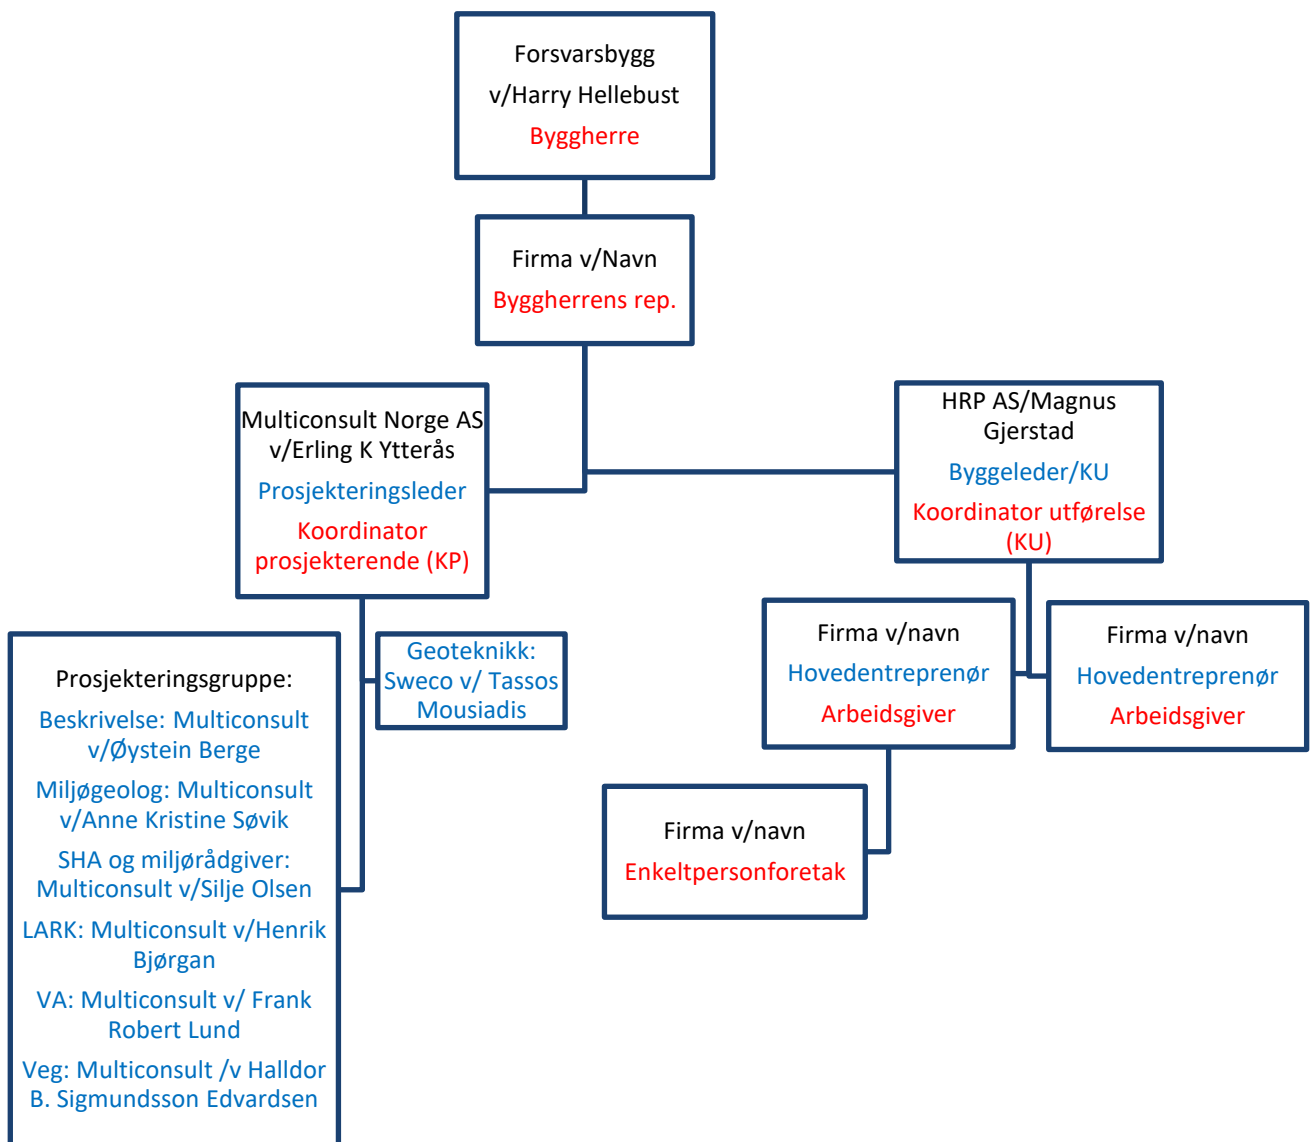 Forsvarsbygg
v/Harry Hellebust
Byggherre
Firma v/Navn
Byggherrens rep.
Multiconsult Norge AS
v/Erling K Ytterås
Prosjekteringsleder
Koordinator
prosjekterende (KP)
HRP AS/Magnus
Gjerstad
Byggeleder/KU
Koordinator utførelse
(KU)
Prosjekteringsgruppe:
Beskrivelse: Multiconsult
v/Øystein Berge
Miljøgeolog: Multiconsult
v/Anne Kristine Søvik
SHA og miljørådgiver:
Multiconsult v/Silje Olsen
LARK: Multiconsult v/Henrik
Bjørgan
VA: Multiconsult v/ Frank
Robert Lund
Veg: Multiconsult /v Halldor
B. Sigmundsson Edvardsen
Geoteknikk:
Sweco v/ Tassos
Mousiadis
Firma v/navn
Hovedentreprenør
Arbeidsgiver
Firma v/navn
Hovedentreprenør
Arbeidsgiver
Firma v/navn
Enkeltpersonforetak